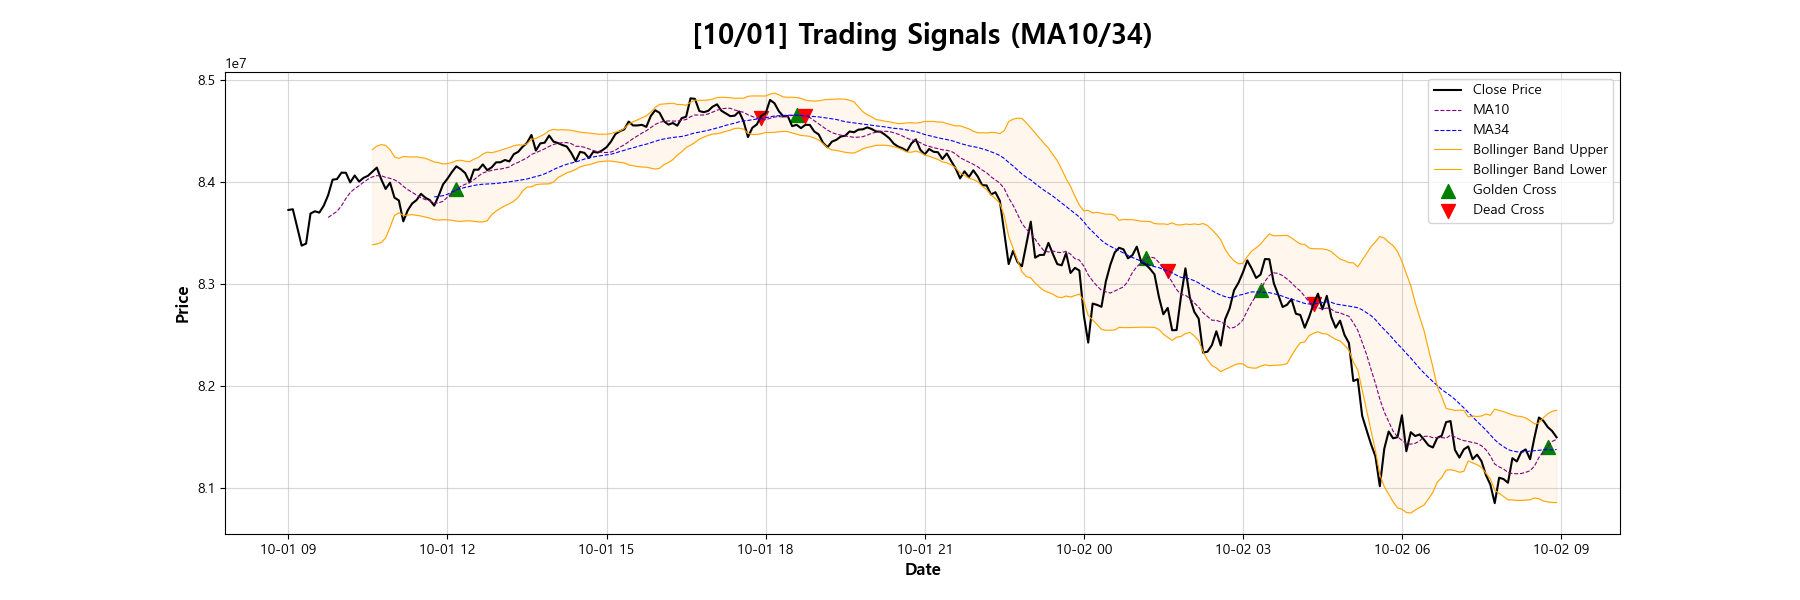 [10/01] Trading Signals (MA10/34)
1e7
8.5
8.4
8.3
8.2
8.1
Price
Close Price
MA10
MA34
Bollinger Band Upper
Bollinger Band Lower
Golden Cross
Dead Cross
10-01 09
10-01 12
10-01 15
10-01 18
10-01 21
10-02 00
10-02 03
10-02 06
10-02 09
Date